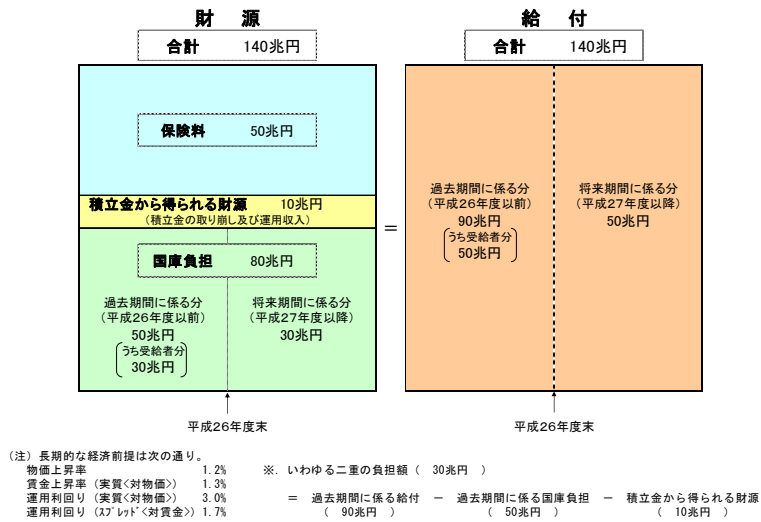 財 源
合計 140兆円
保険料 50兆円
積立金から得られる財源 10兆円
(積立金の取り崩し及び運用収入)
国庫負担 80兆円
過去期間に係る分
(平成26年度以前)
50兆円
うち受給者分
30兆円
将来期間に係る分
(平成27年度以降)
30兆円
平成26年度末
=
給 付
合計 140兆円
過去期間に係る分
(平成26年度以前)
90兆円
うち受給者分
50兆円
将来期間に係る分
(平成27年度以降)
50兆円
平成26年度末
(注) 長期的な経済前提は次の通り。
物価上昇率 1.2%
賃金上昇率 (実質<対物価>) 1.3%
運用利回り (実質<対物価>) 3.0%
運用利回り (スプレッド<対賃金>) 1.7%
※. いわゆる二重の負担額 ( 30兆円 )
= 過去期間に係る給付 － 過去期間に係る国庫負担 － 積立金から得られる財源
( 90兆円 ) ( 50兆円 ) ( 10兆円 )